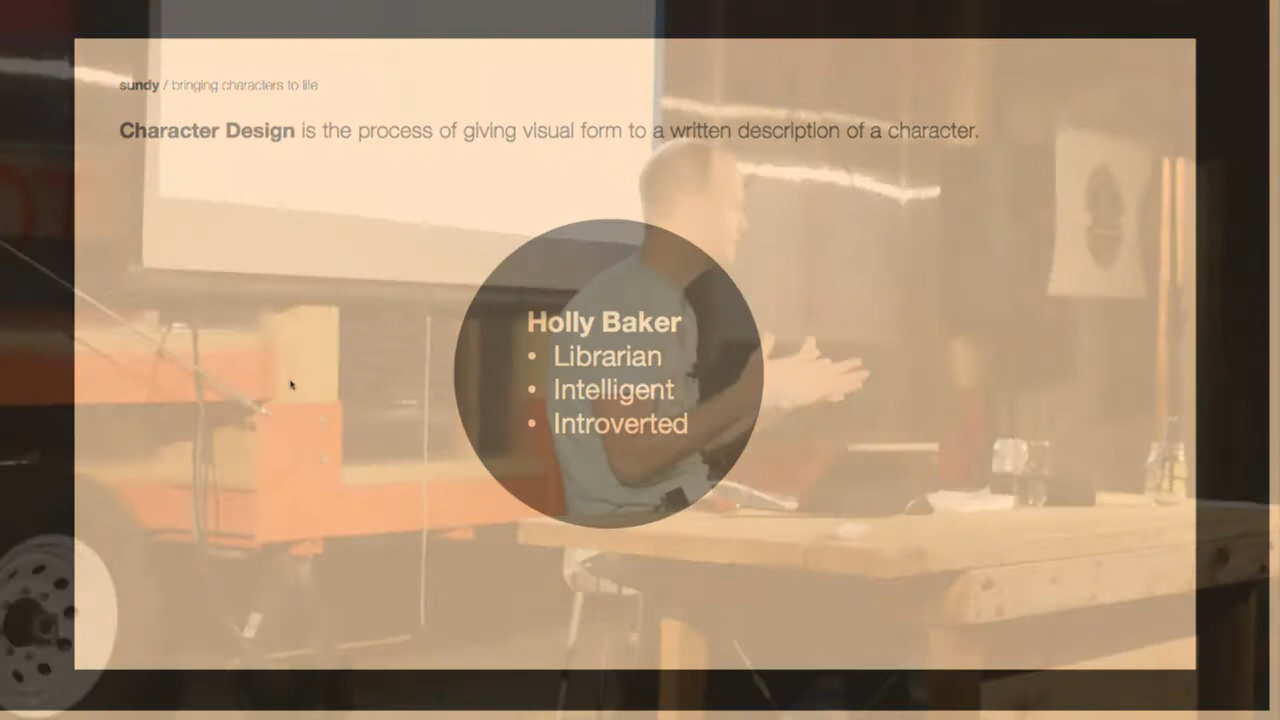 sundy / bringing characters to life
Character Design is the process of giving visual form to a written description of a character.
Holly Baker
• Librarian
• Intelligent
• Introverted